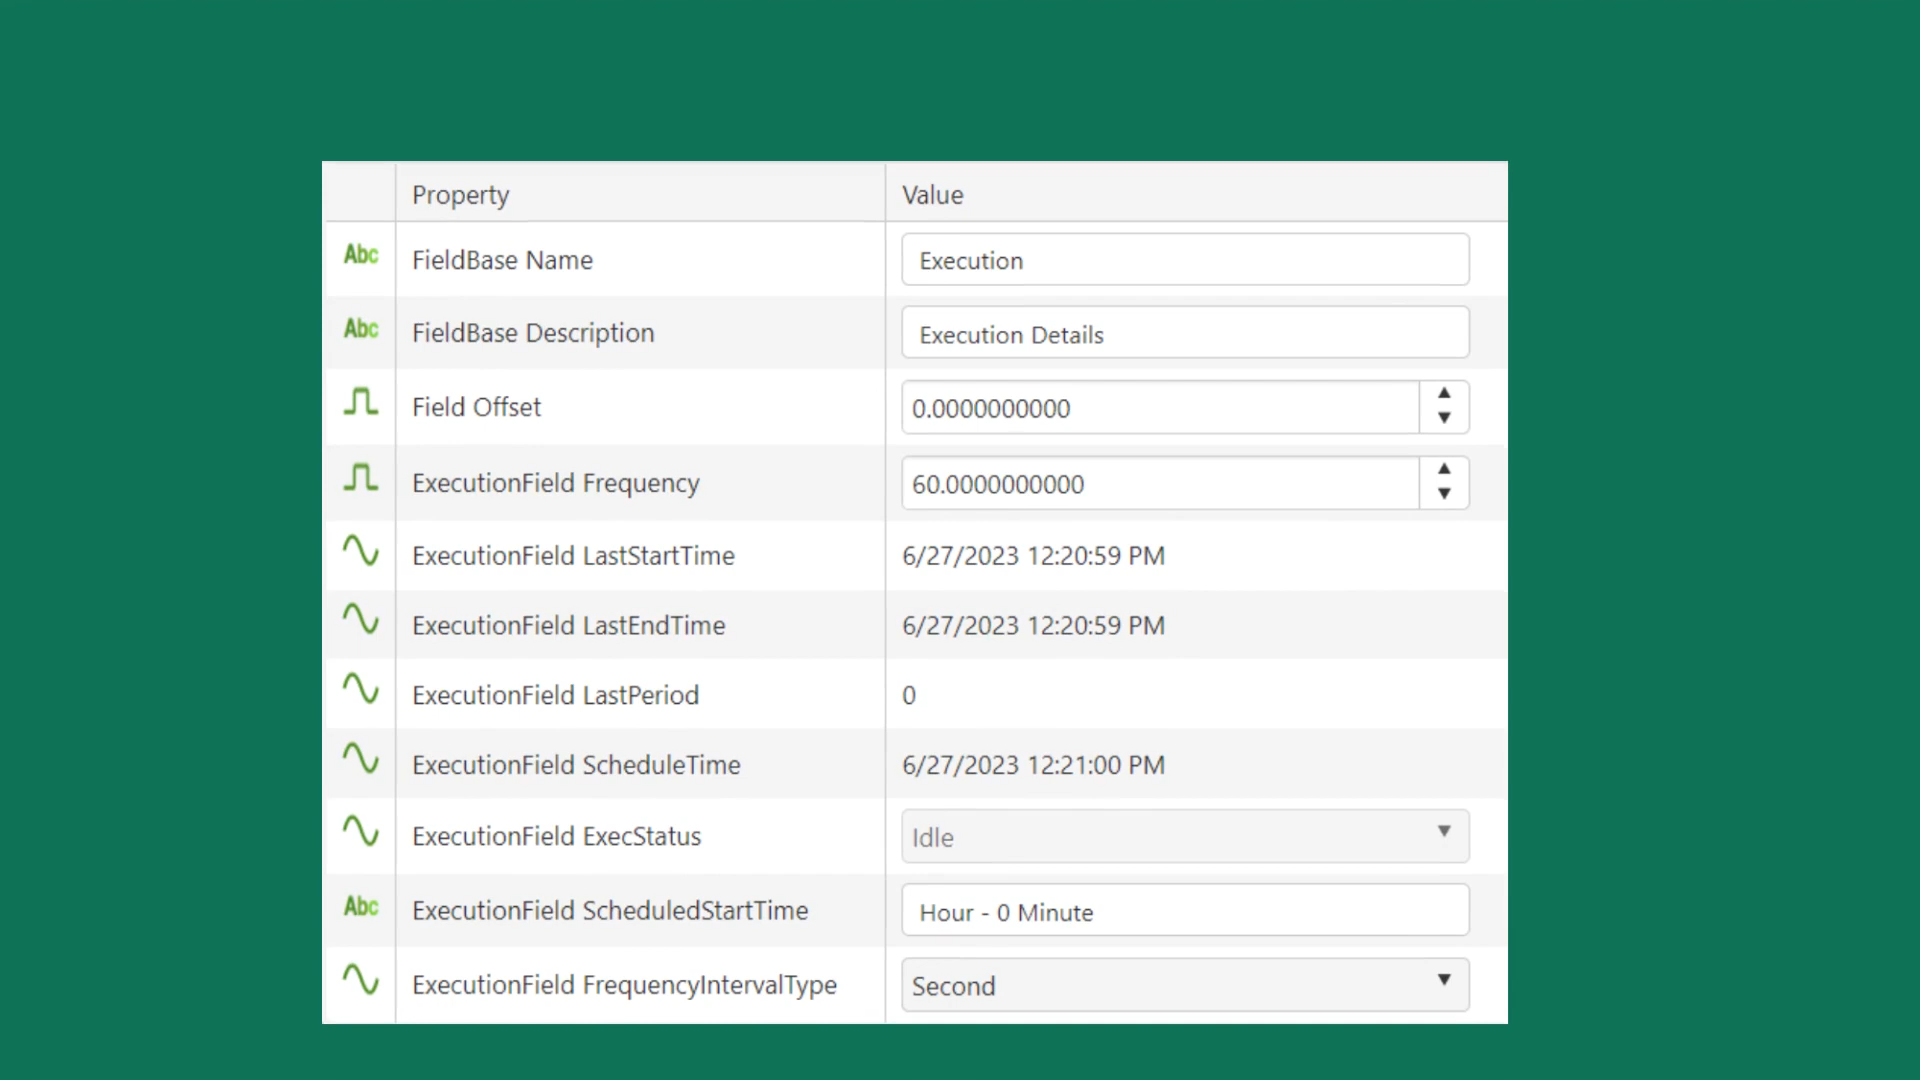 Property Value
Abc FieldBase Name Execution
Abc FieldBase Description Execution Details
Field Offset 0.0000000000
ExecutionField Frequency 60.0000000000
ExecutionField LastStartTime 6/27/2023 12:20:59 PM
ExecutionField LastEndTime 6/27/2023 12:20:59 PM
ExecutionField LastPeriod 0
ExecutionField ScheduleTime 6/27/2023 12:21:00 PM
ExecutionField ExecStatus Idle
Abc ExecutionField ScheduledStartTime Hour - 0 Minute
ExecutionField FrequencyIntervalType Second